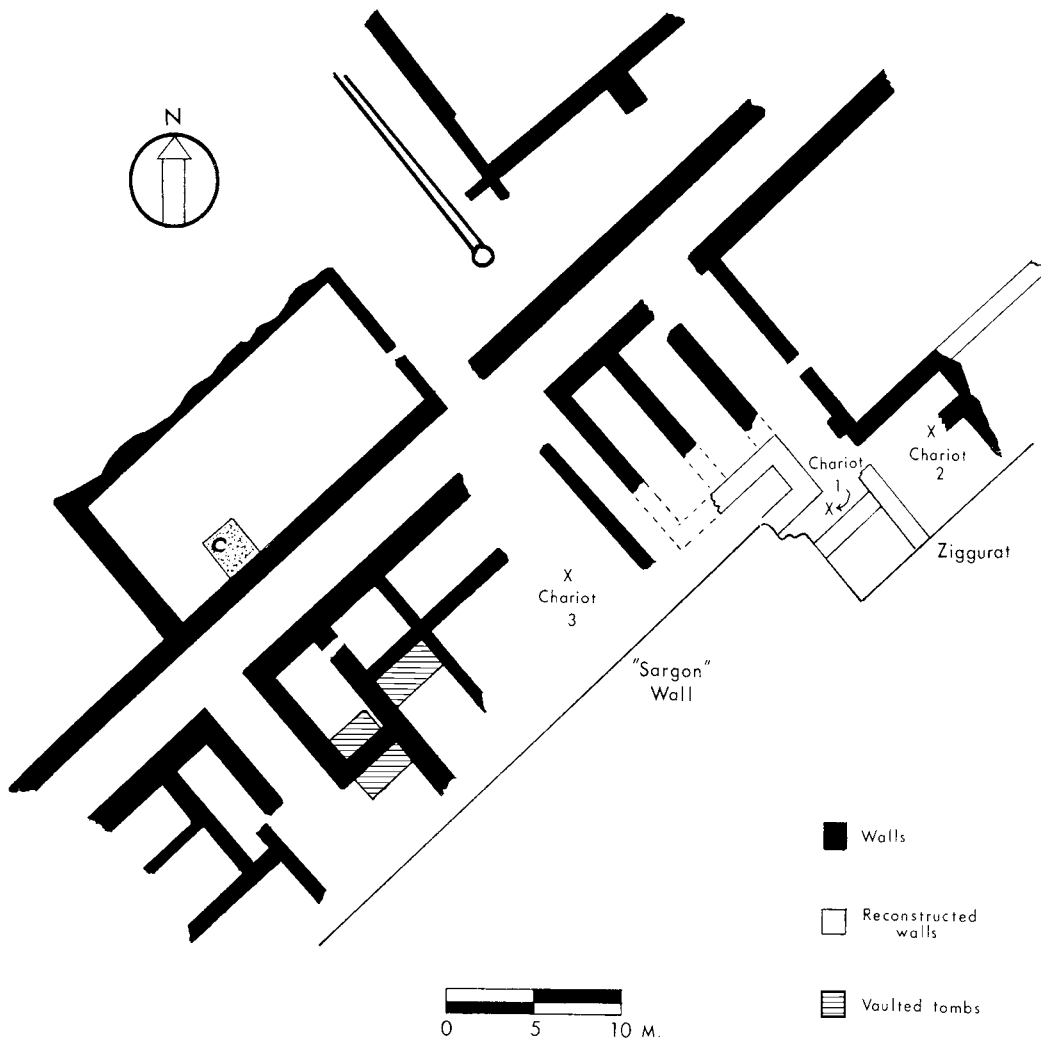 N
Chariot
1
X
X
Chariot
2
Ziggurat
X
Chariot
3
"Sargon"
Wall
Walls
Reconstructed
walls
Vaulted tombs
0 5 10 M.